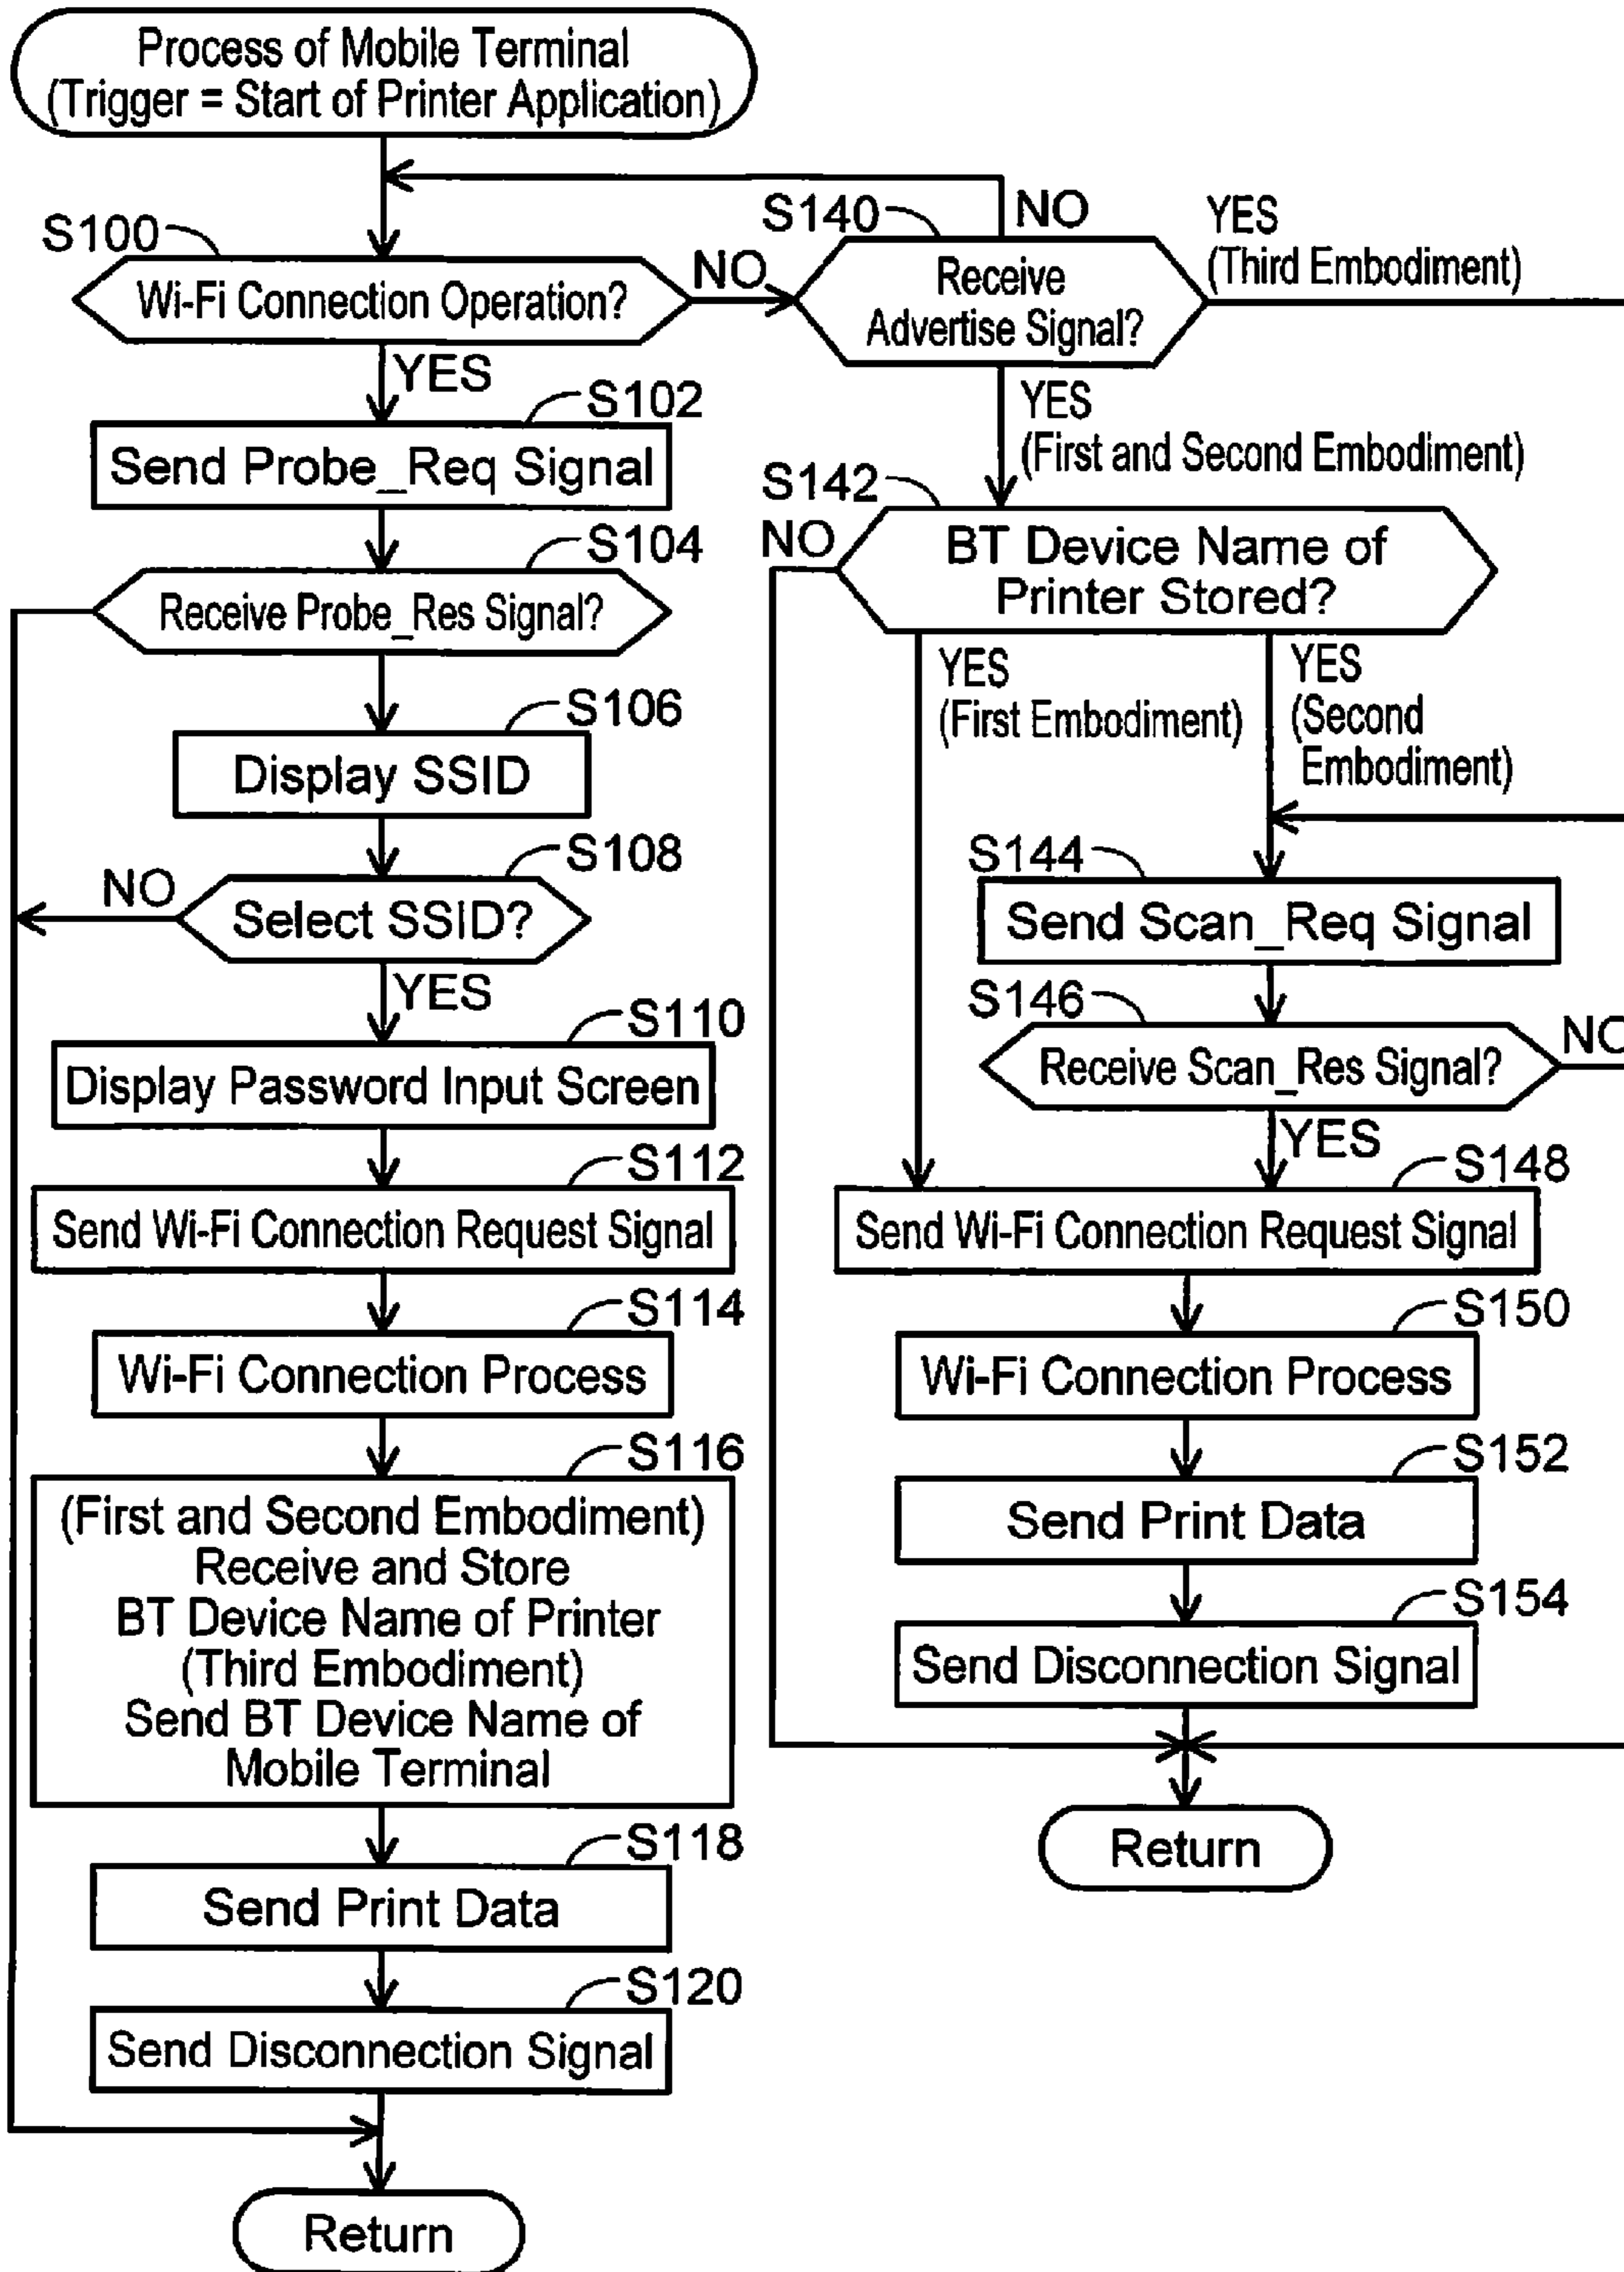 Process of Mobile Terminal
(Trigger = Start of Printer Application)
S100
Wi-Fi Connection Operation?
NO
YES
S102
Send Probe_Req Signal
S104
Receive Probe_Res Signal?
S106
Display SSID
S108
NO
Select SSID?
YES
S110
Display Password Input Screen
S112
Send Wi-Fi Connection Request Signal
S114
Wi-Fi Connection Process
S116
(First and Second Embodiment)
Receive and Store
BT Device Name of Printer
(Third Embodiment)
Send BT Device Name of
Mobile Terminal
S118
Send Print Data
S120
Send Disconnection Signal
Return
S140
NO
YES
(Third Embodiment)
Receive
Advertise Signal?
YES
(First and Second Embodiment)
S142
NO
BT Device Name of
Printer Stored?
YES
(First Embodiment)
YES
(Second
Embodiment)
S144
Send Scan_Req Signal
S146
NO
Receive Scan_Res Signal?
YES
S148
Send Wi-Fi Connection Request Signal
S150
Wi-Fi Connection Process
S152
Send Print Data
S154
Send Disconnection Signal
Return